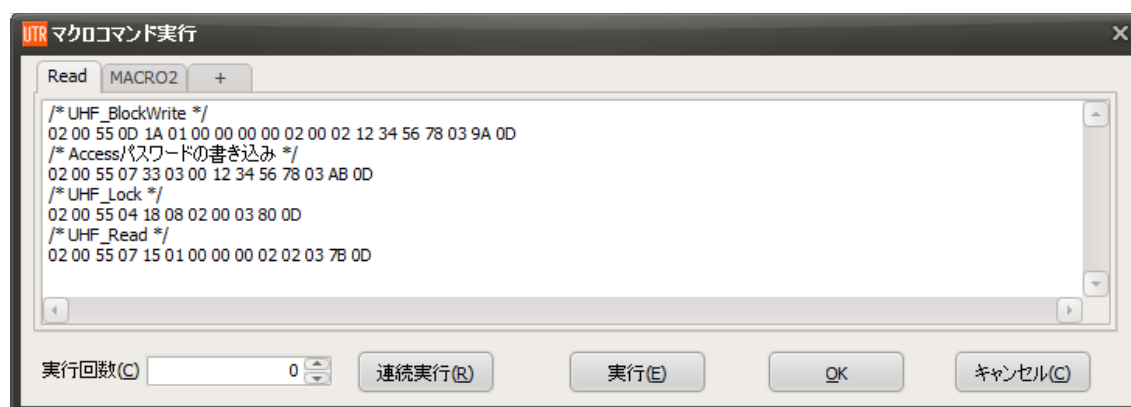 UTR マクロコマンド実行
Read MACRO2 +
/* UHF_BlockWrite */
02 00 55 0D 1A 01 00 00 00 00 02 00 02 12 34 56 78 03 9A 0D
/* Accessパスワードの書き込み */
02 00 55 07 33 03 00 12 34 56 78 03 AB 0D
/* UHF_Lock */
02 00 55 04 18 08 02 00 03 80 0D
/* UHF_Read */
02 00 55 07 15 01 00 00 00 02 02 03 7B 0D
実行回数(C) 0 連続実行(R) 実行(E) OK キャンセル(C)